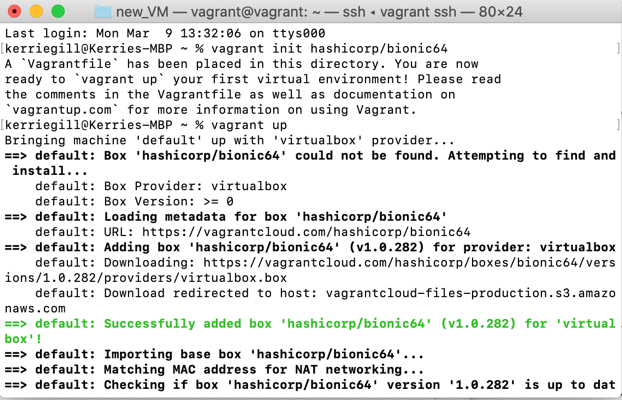 new_VM — vagrant@vagrant: ~ — ssh ◂ vagrant ssh — 80×24
Last login: Mon Mar  9 13:32:06 on ttys000
[kerriegill@Kerries-MBP ~ % vagrant init hashicorp/bionic64 ]
A `Vagrantfile` has been placed in this directory. You are now
ready to `vagrant up` your first virtual environment! Please read
the comments in the Vagrantfile as well as documentation on
`vagrantup.com` for more information on using Vagrant.
[kerriegill@Kerries-MBP ~ % vagrant up ]
Bringing machine 'default' up with 'virtualbox' provider...
==> default: Box 'hashicorp/bionic64' could not be found. Attempting to find and
 install...
    default: Box Provider: virtualbox
    default: Box Version: >= 0
==> default: Loading metadata for box 'hashicorp/bionic64'
    default: URL: https://vagrantcloud.com/hashicorp/bionic64
==> default: Adding box 'hashicorp/bionic64' (v1.0.282) for provider: virtualbox
    default: Downloading: https://vagrantcloud.com/hashicorp/boxes/bionic64/vers
ions/1.0.282/providers/virtualbox.box
    default: Download redirected to host: vagrantcloud-files-production.s3.amazo
naws.com
==> default: Successfully added box 'hashicorp/bionic64' (v1.0.282) for 'virtual
box'!
==> default: Importing base box 'hashicorp/bionic64'...
==> default: Matching MAC address for NAT networking...
==> default: Checking if box 'hashicorp/bionic64' version '1.0.282' is up to dat